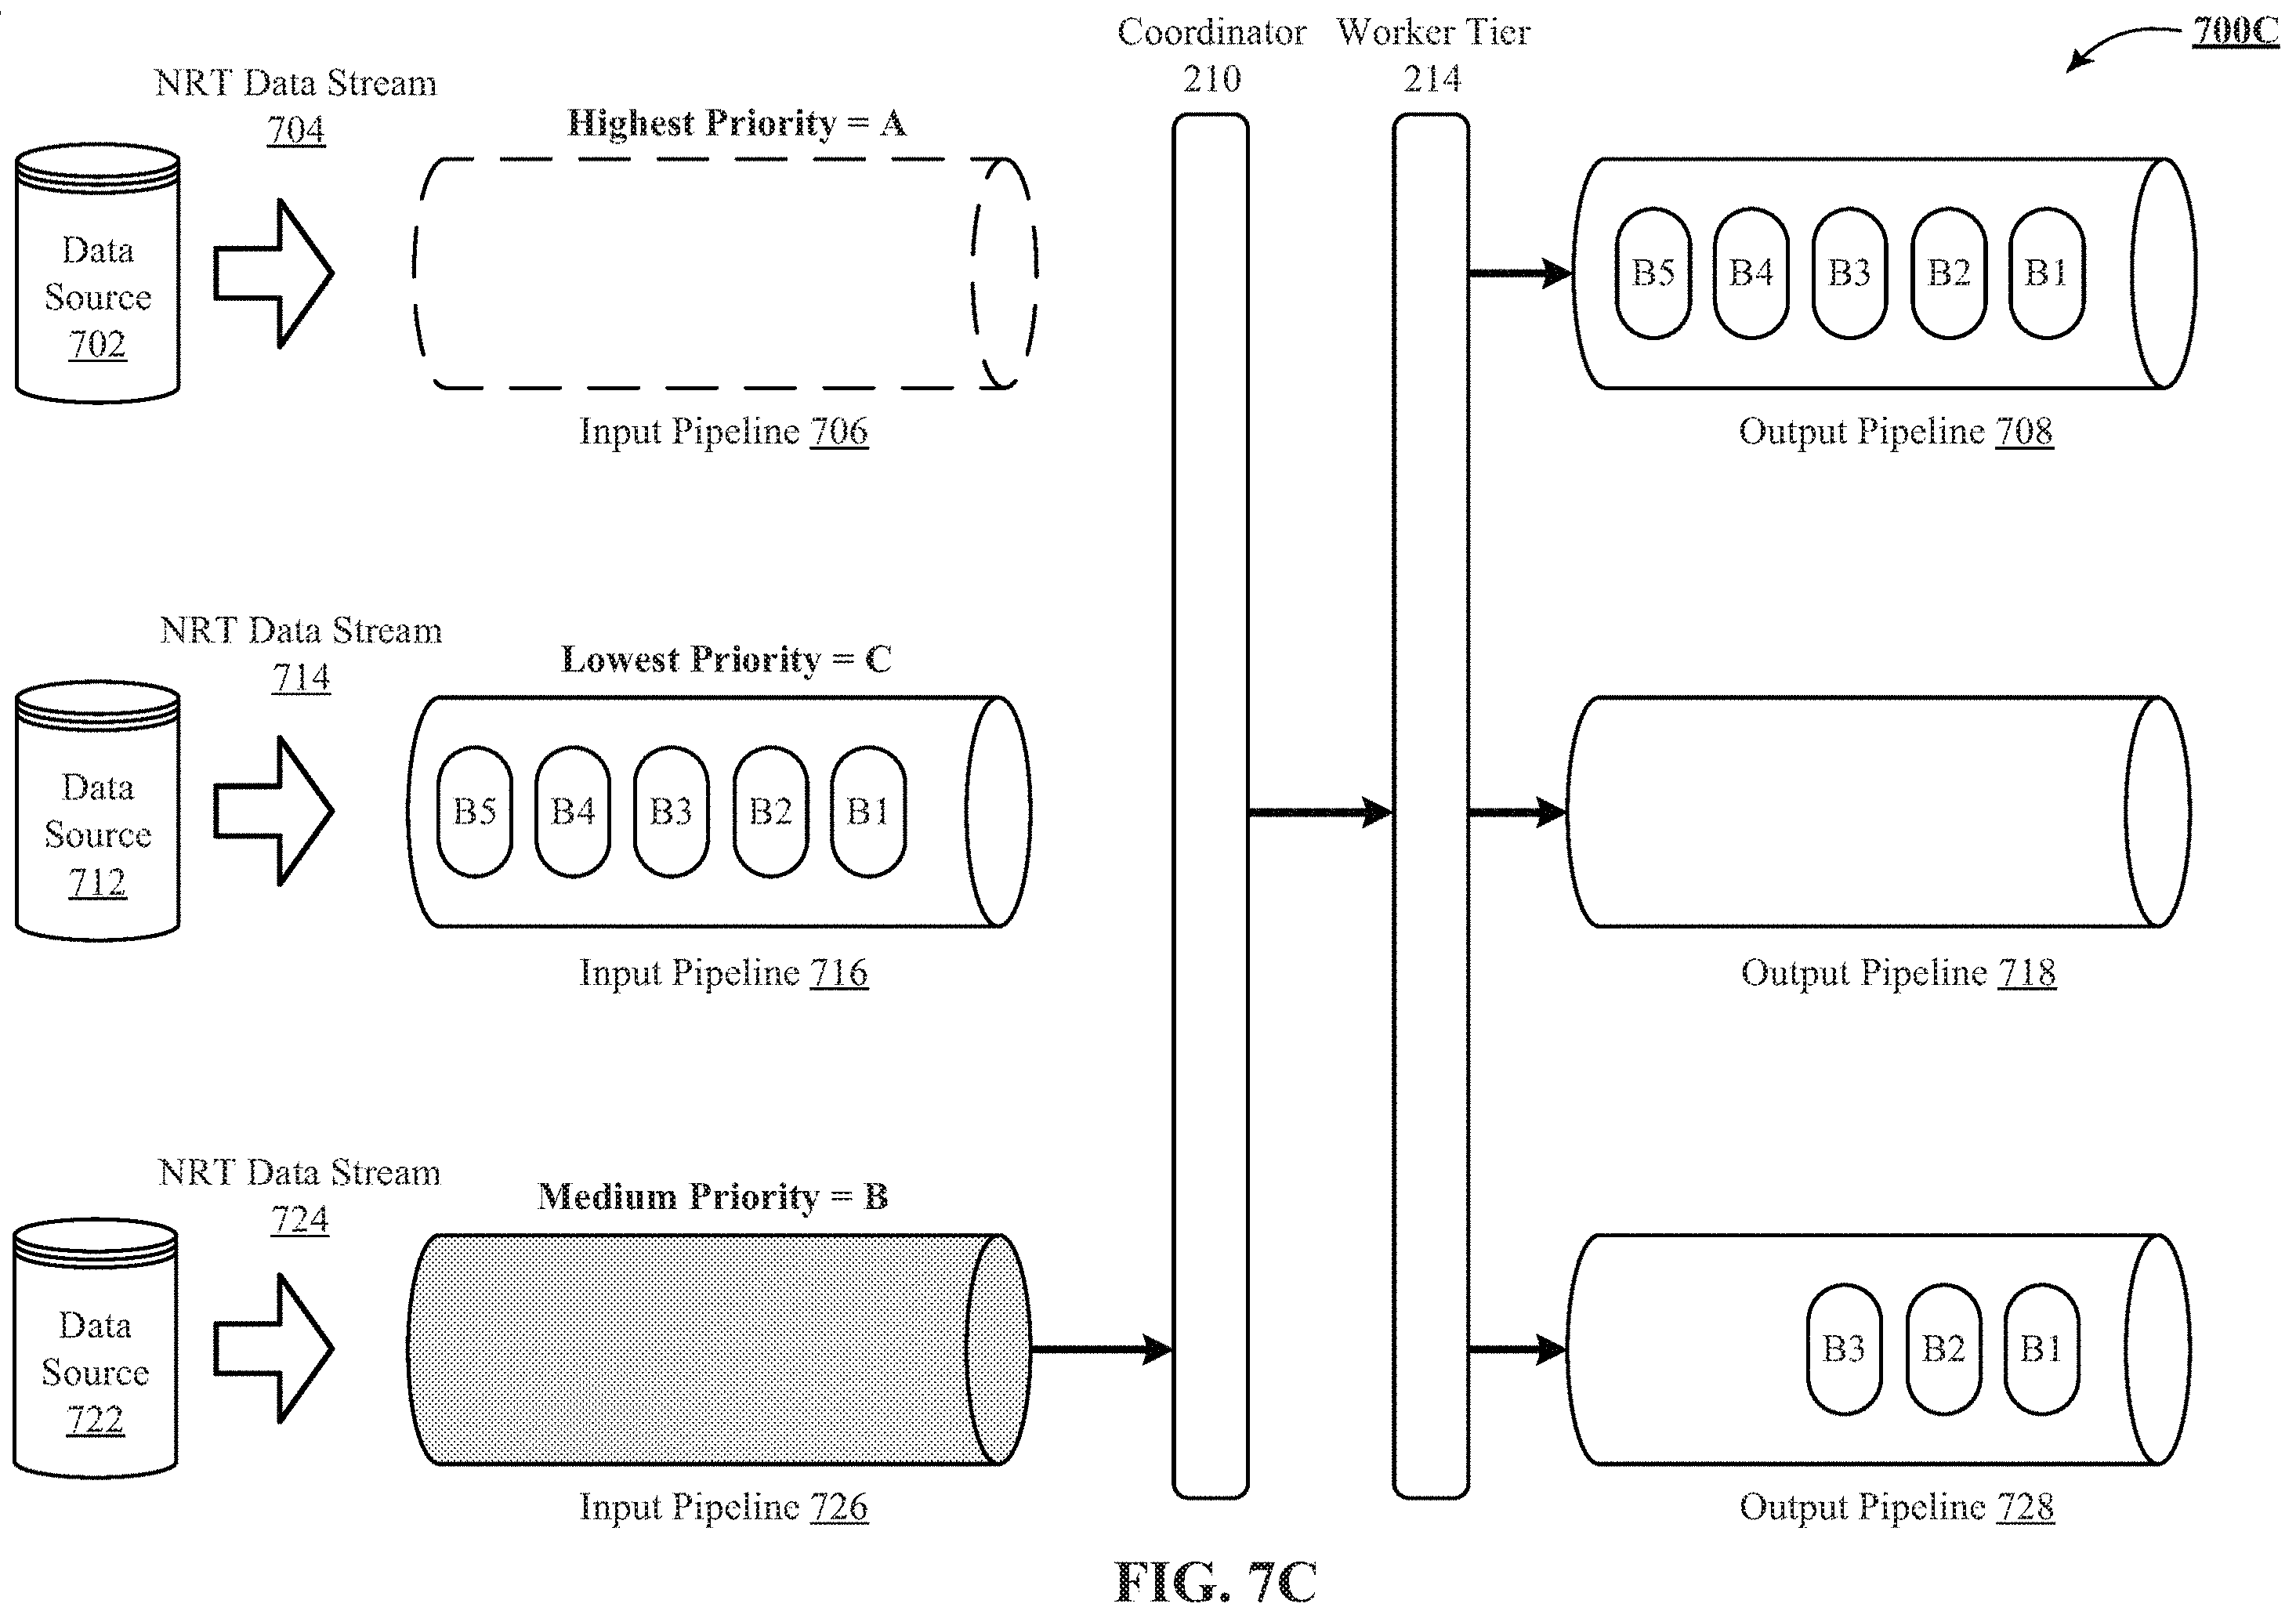 Coordinator
210
Worker Tier
214
700C
NRT Data Stream
704
Highest Priority = A
Data
Source
702
B5 B4 B3 B2 B1
Input Pipeline 706
Output Pipeline 708
NRT Data Stream
714
Lowest Priority = C
Data
Source
712
B5 B4 B3 B2 B1
Input Pipeline 716
Output Pipeline 718
NRT Data Stream
724
Medium Priority = B
Data
Source
722
B3 B2 B1
Input Pipeline 726
Output Pipeline 728
FIG. 7C